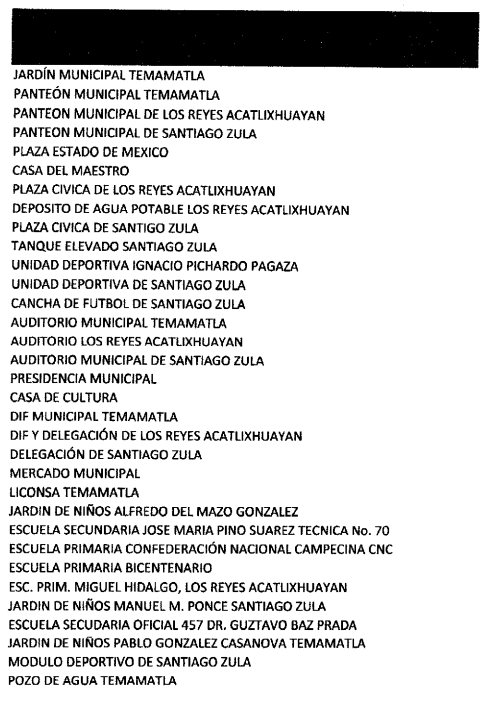 JARDÍN MUNICIPAL TEMAMATLA
PANTEÓN MUNICIPAL TEMAMATLA
PANTEON MUNICIPAL DE LOS REYES ACATLIXHUAYAN
PANTEON MUNICIPAL DE SANTIAGO ZULA
PLAZA ESTADO DE MEXICO
CASA DEL MAESTRO
PLAZA CIVICA DE LOS REYES ACATLIXHUAYAN
DEPOSITO DE AGUA POTABLE LOS REYES ACATLIXHUAYAN
PLAZA CIVICA DE SANTIGO ZULA
TANQUE ELEVADO SANTIAGO ZULA
UNIDAD DEPORTIVA IGNACIO PICHARDO PAGAZA
UNIDAD DEPORTIVA DE SANTIAGO ZULA
CANCHA DE FUTBOL DE SANTIAGO ZULA
AUDITORIO MUNICIPAL TEMAMATLA
AUDITORIO LOS REYES ACATLIXHUAYAN
AUDITORIO MUNICIPAL DE SANTIAGO ZULA
PRESIDENCIA MUNICIPAL
CASA DE CULTURA
DIF MUNICIPAL TEMAMATLA
DIF Y DELEGACIÓN DE LOS REYES ACATLIXHUAYAN
DELEGACIÓN DE SANTIAGO ZULA
MERCADO MUNICIPAL
LICONSA TEMAMATLA
JARDIN DE NIÑOS ALFREDO DEL MAZO GONZALEZ
ESCUELA SECUNDARIA JOSE MARIA PINO SUAREZ TECNICA No. 70
ESCUELA PRIMARIA CONFEDERACIÓN NACIONAL CAMPECINA CNC
ESCUELA PRIMARIA BICENTENARIO
ESC. PRIM. MIGUEL HIDALGO, LOS REYES ACATLIXHUAYAN
JARDIN DE NIÑOS MANUEL M. PONCE SANTIAGO ZULA
ESCUELA SECUDARIA OFICIAL 457 DR. GUZTAVO BAZ PRADA
JARDIN DE NIÑOS PABLO GONZALEZ CASANOVA TEMAMATLA
MODULO DEPORTIVO DE SANTIAGO ZULA
POZO DE AGUA TEMAMATLA